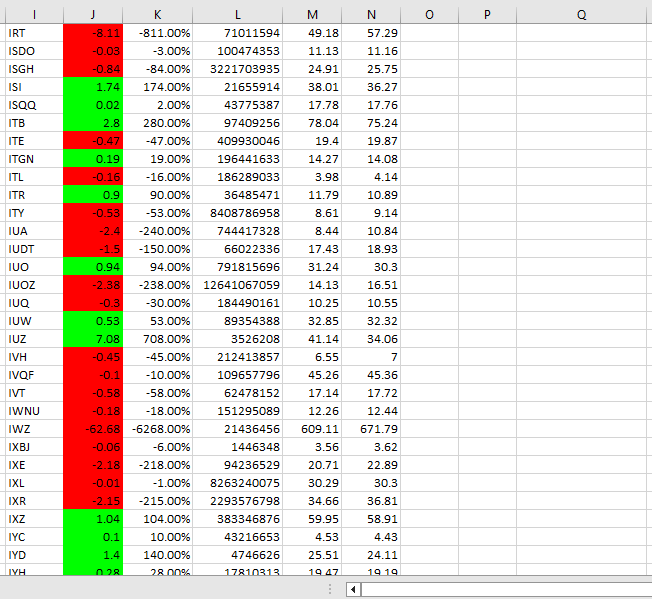 I J K L M N O P Q
IRT -8.11 -811.00% 71011594 49.18 57.29
ISDO -0.03 -3.00% 100474353 11.13 11.16
ISGH -0.84 -84.00% 3221703935 24.91 25.75
ISI 1.74 174.00% 21655914 38.01 36.27
ISQQ 0.02 2.00% 43775387 17.78 17.76
ITB 2.8 280.00% 97409256 78.04 75.24
ITE -0.47 -47.00% 409930046 19.4 19.87
ITGN 0.19 19.00% 196441633 14.27 14.08
ITL -0.16 -16.00% 186289033 3.98 4.14
ITR 0.9 90.00% 36485471 11.79 10.89
ITY -0.53 -53.00% 8408786958 8.61 9.14
IUA -2.4 -240.00% 744417328 8.44 10.84
IUDT -1.5 -150.00% 66022336 17.43 18.93
IUO 0.94 94.00% 791815696 31.24 30.3
IUOZ -2.38 -238.00% 12641067059 14.13 16.51
IUQ -0.3 -30.00% 184490161 10.25 10.55
IUW 0.53 53.00% 89354388 32.85 32.32
IUZ 7.08 708.00% 3526208 41.14 34.06
IVH -0.45 -45.00% 212413857 6.55 7
IVQF -0.1 -10.00% 109657796 45.26 45.36
IVT -0.58 -58.00% 62478152 17.14 17.72
IWNU -0.18 -18.00% 151295089 12.26 12.44
IWZ -62.68 -6268.00% 21436456 609.11 671.79
IXBJ -0.06 -6.00% 1446348 3.56 3.62
IXE -2.18 -218.00% 94236529 20.71 22.89
IXL -0.01 -1.00% 8263240075 30.29 30.3
IXR -2.15 -215.00% 2293576798 34.66 36.81
IXZ 1.04 104.00% 383346876 59.95 58.91
IYC 0.1 10.00% 43216653 4.53 4.43
IYD 1.4 140.00% 4746626 25.51 24.11
IYH 0.28 28.00% 17810313 19.47 19.19